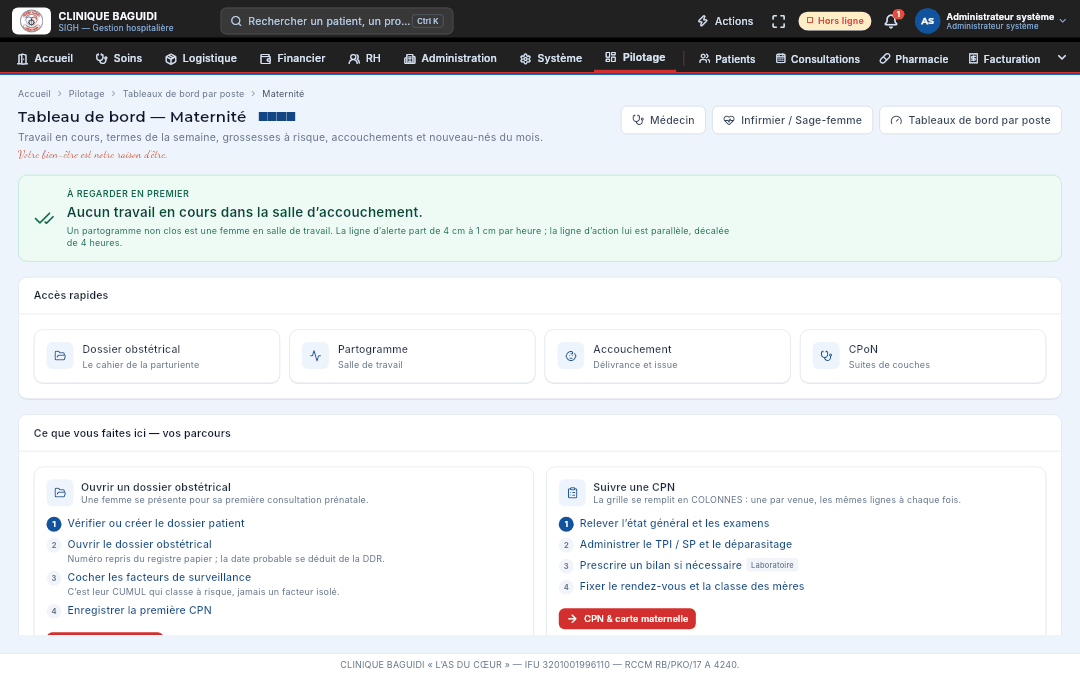 CLINIQUE BAGUIDI
SIGH — Gestion hospitalière
Rechercher un patient, un pro... Ctrl K
Actions
Hors ligne
1
AS
Administrateur système
Administrateur système
Accueil Soins Logistique Financier RH Administration Système Pilotage Patients Consultations Pharmacie Facturation
Accueil > Pilotage > Tableaux de bord par poste > Maternité
Tableau de bord — Maternité
Travail en cours, termes de la semaine, grossesses à risque, accouchements et nouveau-nés du mois.
Votre bien-être est notre raison d'être.
Médecin
Infirmier / Sage-femme
Tableaux de bord par poste
À REGARDER EN PREMIER
Aucun travail en cours dans la salle d'accouchement.
Un partogramme non clos est une femme en salle de travail. La ligne d'alerte part de 4 cm à 1 cm par heure ; la ligne d'action lui est parallèle, décalée
de 4 heures.
Accès rapides
Dossier obstétrical
Le cahier de la parturiente
Partogramme
Salle de travail
Accouchement
Délivrance et issue
CPoN
Suites de couches
Ce que vous faites ici — vos parcours
Ouvrir un dossier obstétrical
Une femme se présente pour sa première consultation prénatale.
1 Vérifier ou créer le dossier patient
2 Ouvrir le dossier obstétrical
Numéro repris du registre papier ; la date probable se déduit de la DDR.
3 Cocher les facteurs de surveillance
C'est leur CUMUL qui classe à risque, jamais un facteur isolé.
4 Enregistrer la première CPN
Suivre une CPN
La grille se remplit en COLONNES : une par venue, les mêmes lignes à chaque fois.
1 Relever l'état général et les examens
2 Administrer le TPI / SP et le déparasitage
3 Prescrire un bilan si nécessaire Laboratoire
4 Fixer le rendez-vous et la classe des mères
CPN & carte maternelle
CLINIQUE BAGUIDI « L'AS DU CŒUR » — IFU 3201001996110 — RCCM RB/PKO/17 A 4240.